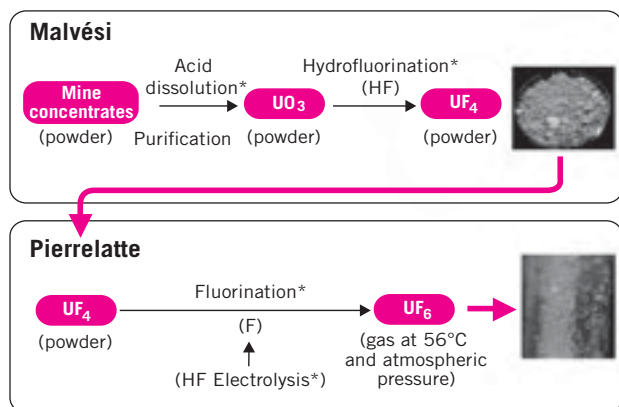 Malvési
Mine
concentrates
(powder)
Acid
dissolution*
Purification
UO₃
(powder)
Hydrofluorination*
(HF)
UF₄
(powder)
Pierrelatte
UF₄
(powder)
Fluorination*
(F)
(HF Electrolysis*)
UF₆
(gas at 56°C
and atmospheric
pressure)